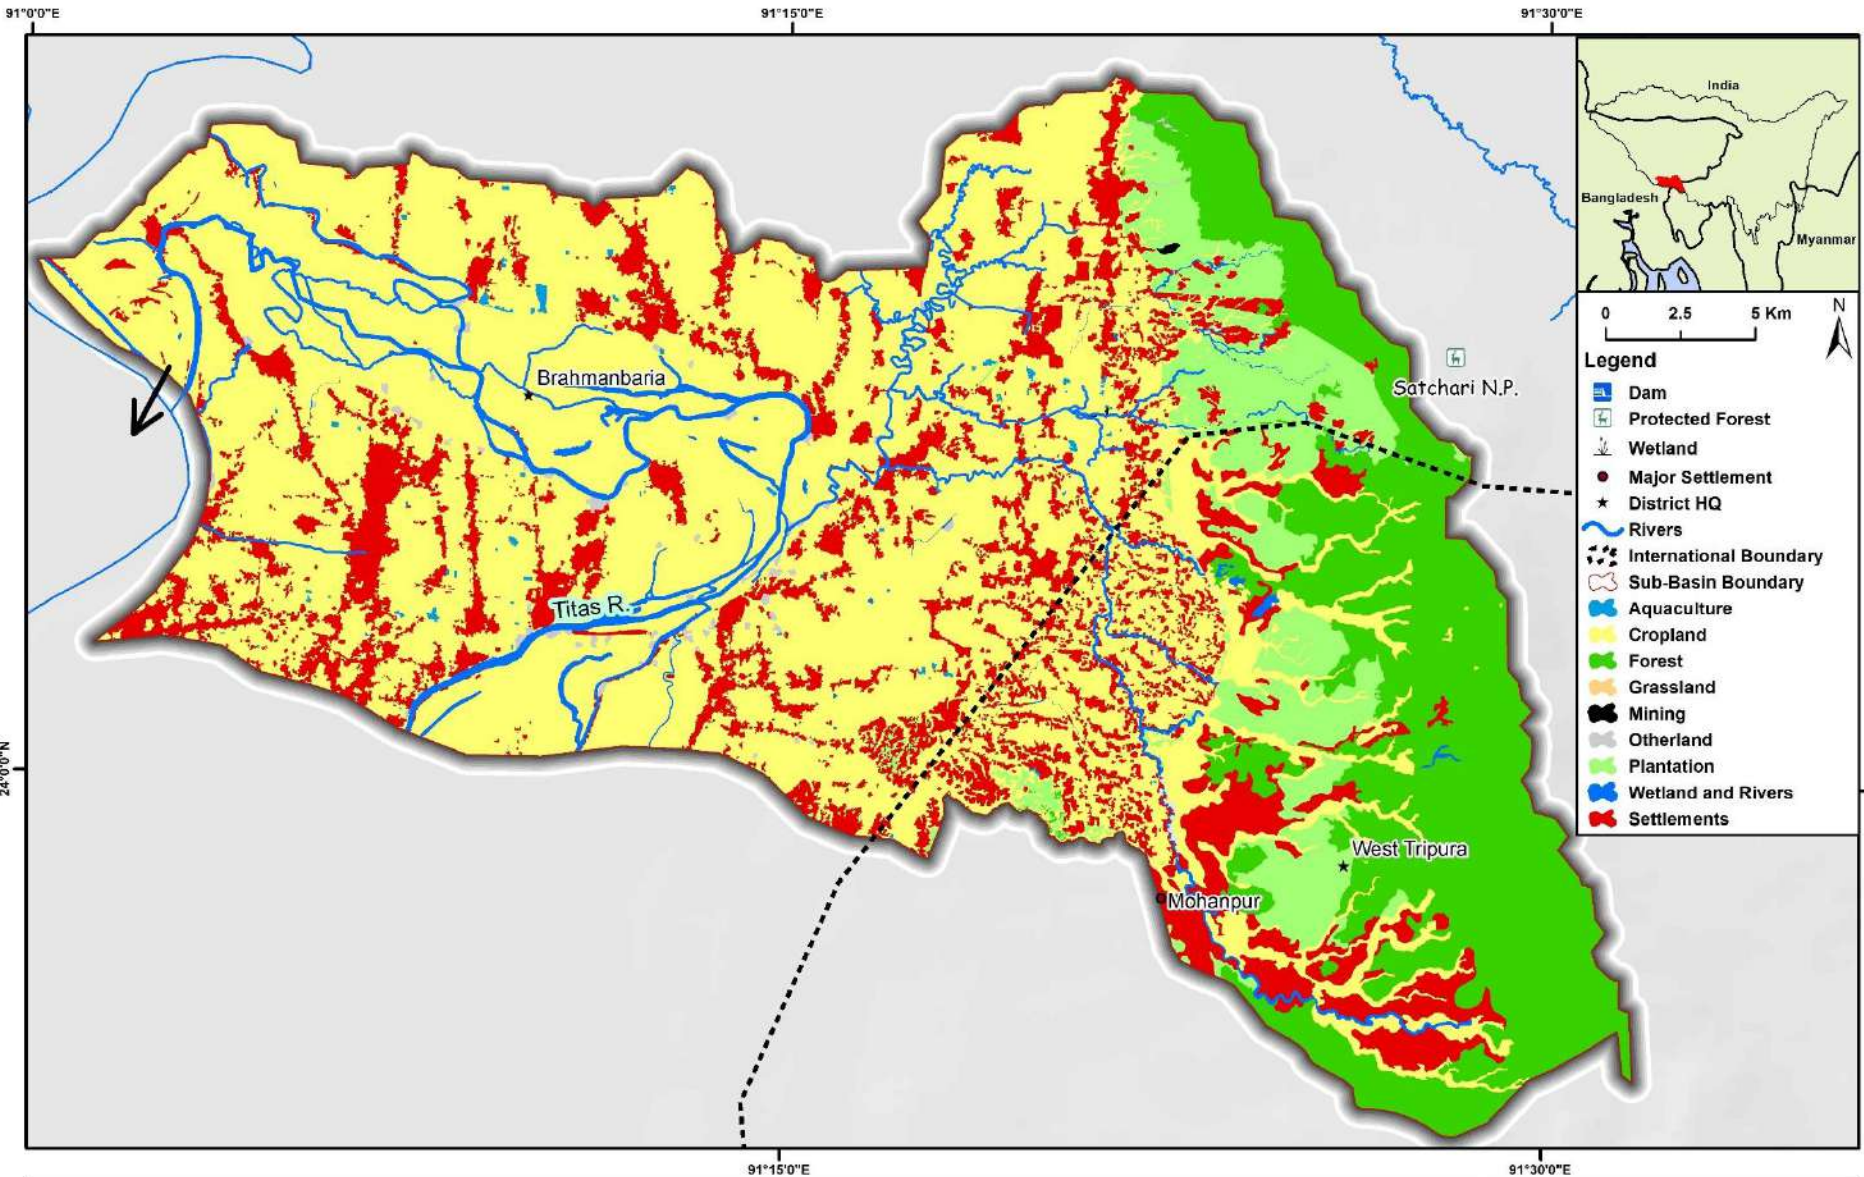 91°0'0"E
91°15'0"E
91°30'0"E
India
Bangladesh
Myanmar
0 2.5 5 Km
N
Legend
Dam
Protected Forest
Wetland
Major Settlement
District HQ
Rivers
International Boundary
Sub-Basin Boundary
Aquaculture
Cropland
Forest
Grassland
Mining
Otherland
Plantation
Wetland and Rivers
Settlements
Satchari N.P.
Brahmanbaria
Titas R.
West Tripura
Mohanpur
24°0'0"N
91°15'0"E
91°30'0"E